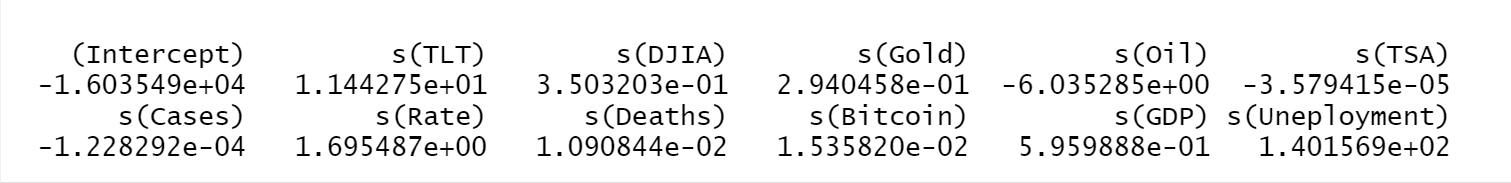 (Intercept) s(TLT) s(DJIA) s(Gold) s(Oil) s(TSA)
-1.603549e+04 1.144275e+01 3.503203e-01 2.940458e-01 -6.035285e+00 -3.579415e-05
s(Cases) s(Rate) s(Deaths) s(Bitcoin) s(GDP) s(Uneployment)
-1.228292e-04 1.695487e+00 1.090844e-02 1.535820e-02 5.959888e-01 1.401569e+02